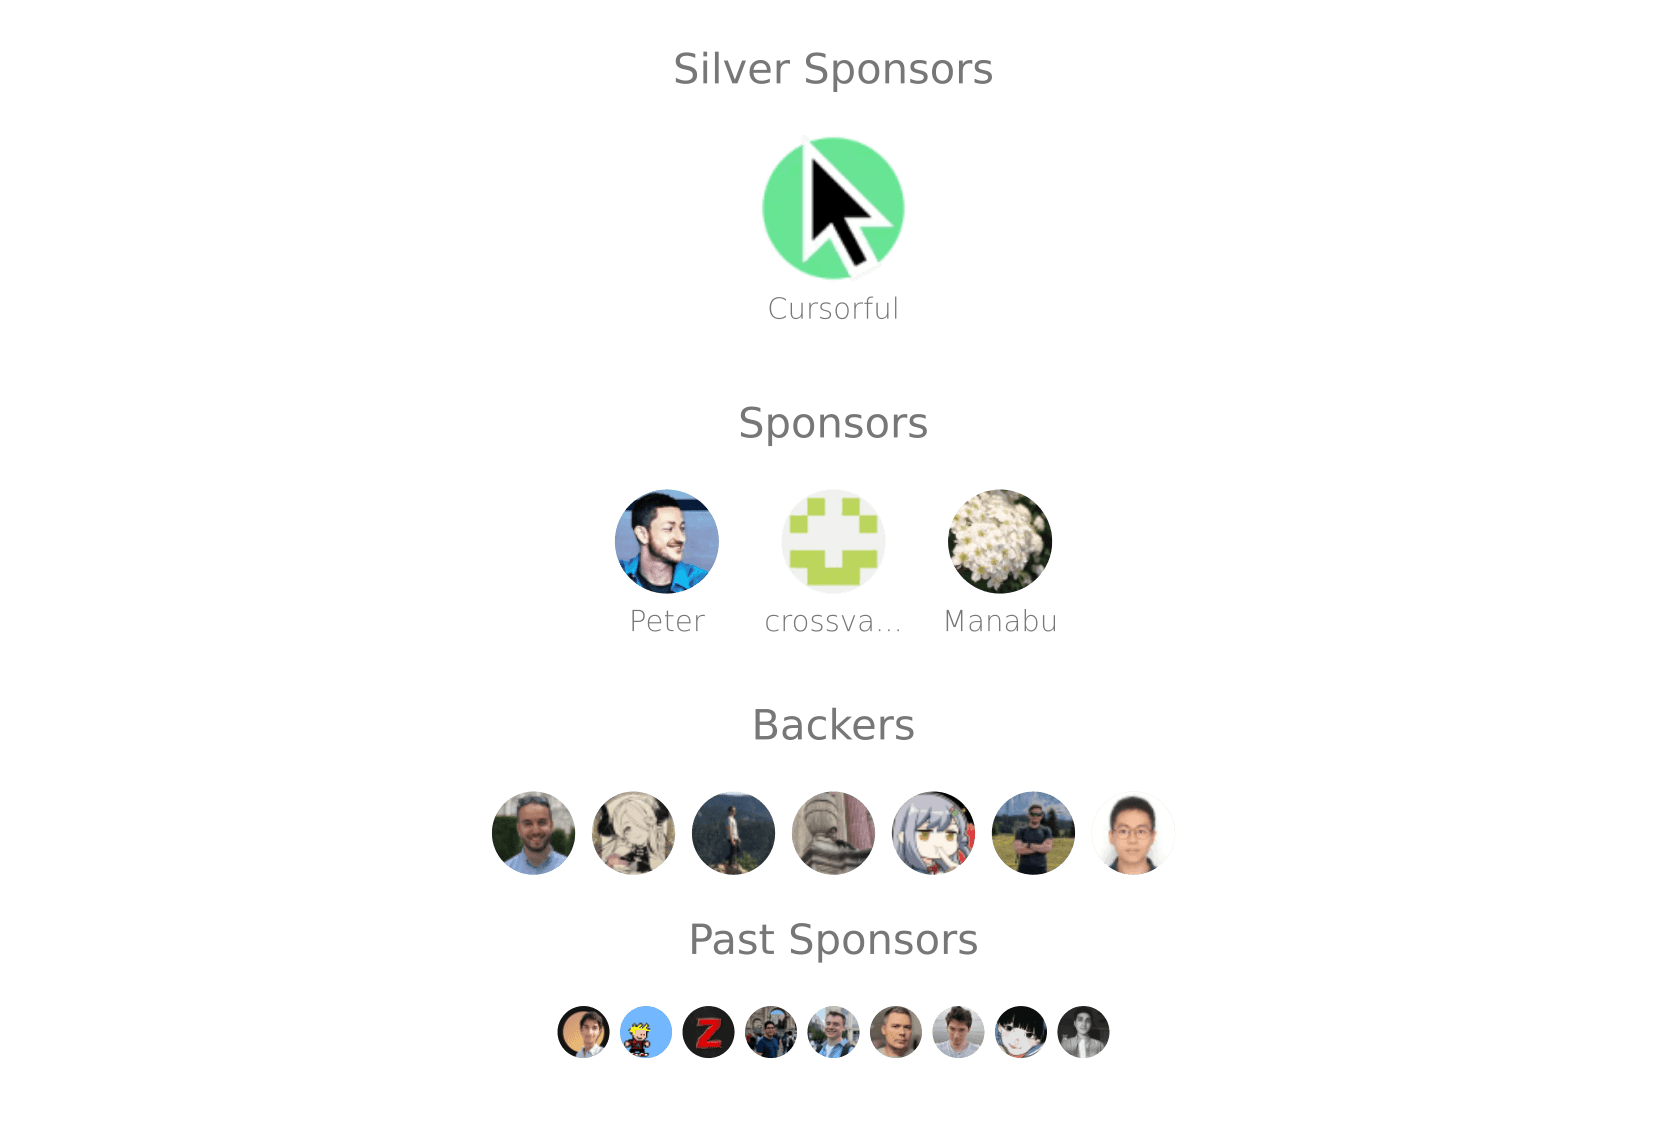 Silver Sponsors
Cursorful
Sponsors
Peter crossva... Manabu
Backers
Past Sponsors
Z